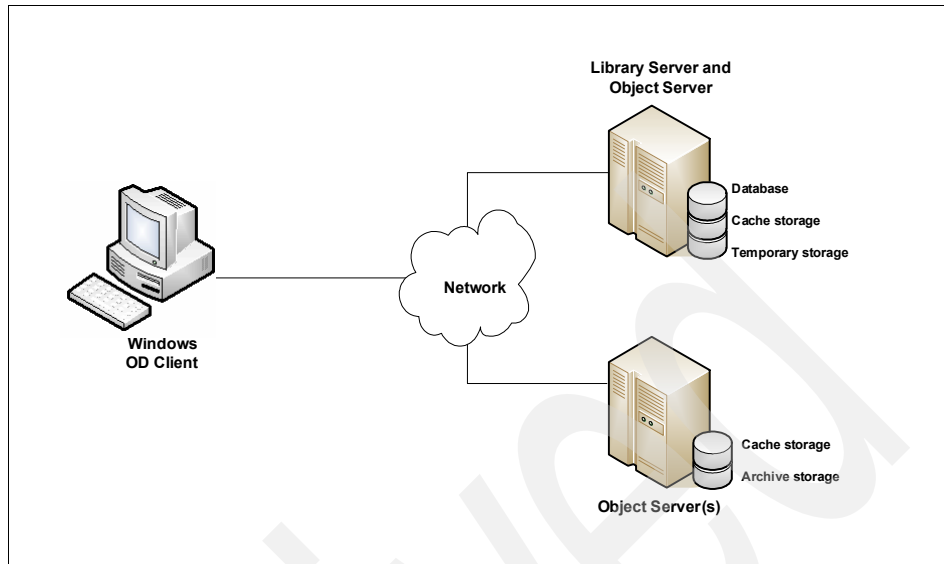 Library Server and
Object Server
Database
Cache storage
Temporary storage
Network
Windows
OD Client
Cache storage
Archive storage
Object Server(s)